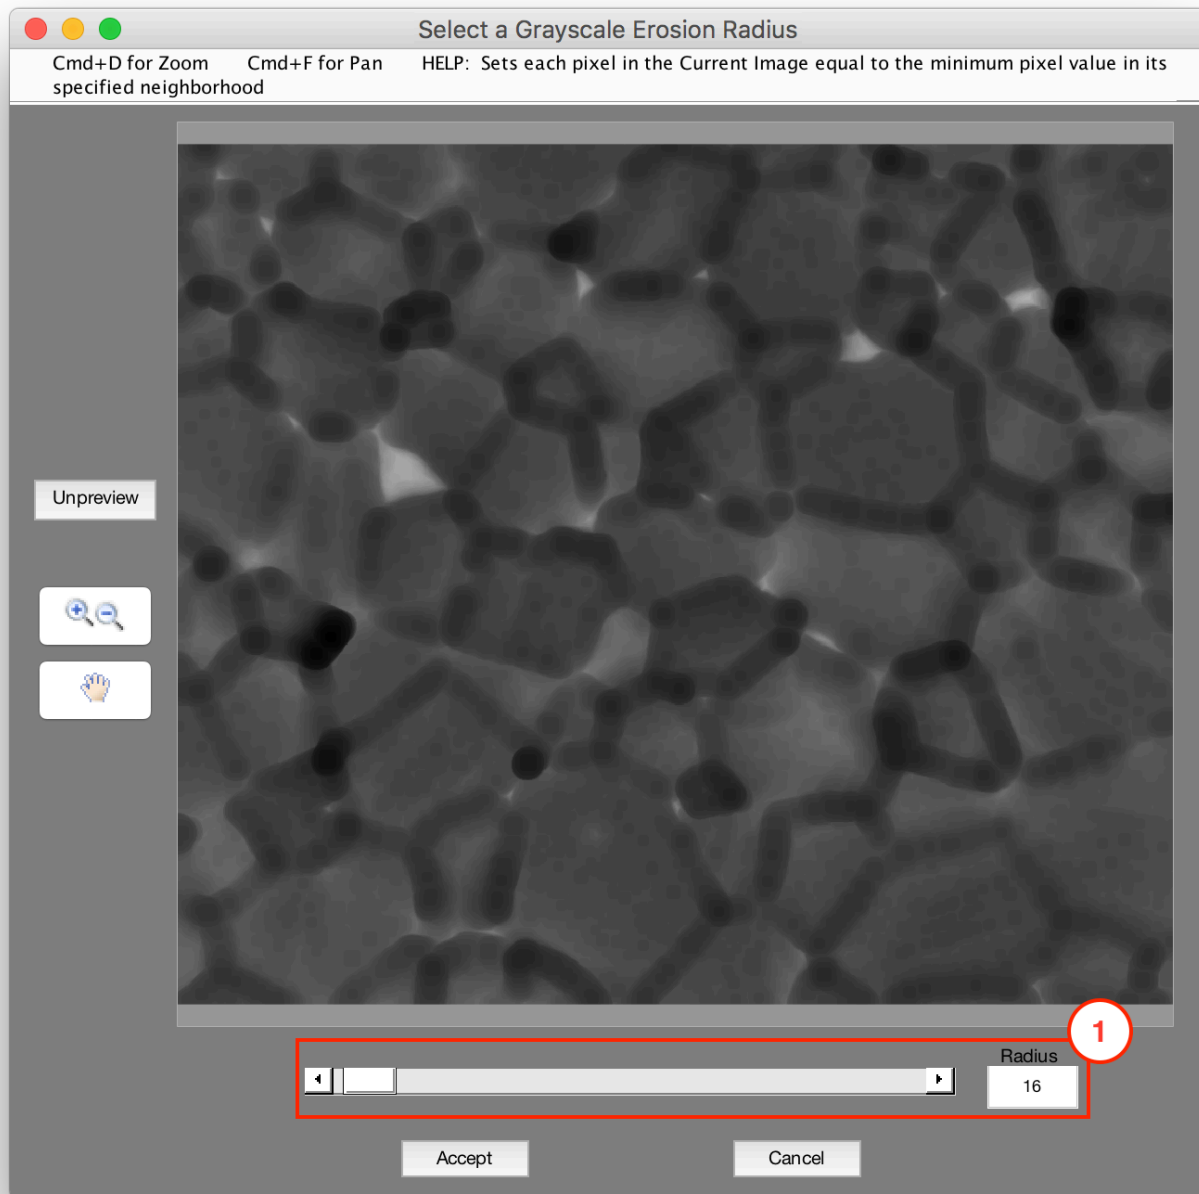 Select a Grayscale Erosion Radius
Cmd+D for Zoom Cmd+F for Pan HELP: Sets each pixel in the Current Image equal to the minimum pixel value in its
specified neighborhood
Unpreview
1
Radius
16
Accept Cancel